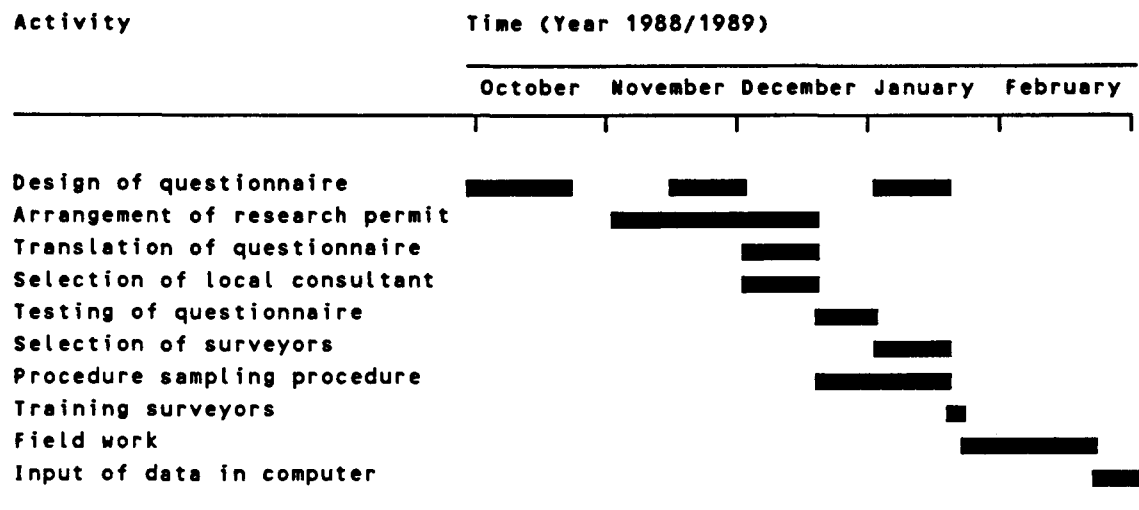 Activity Time (Year 1988/1989)
October November December January February
Design of questionnaire
Arrangement of research permit
Translation of questionnaire
Selection of local consultant
Testing of questionnaire
Selection of surveyors
Procedure sampling procedure
Training surveyors
Field work
Input of data in computer